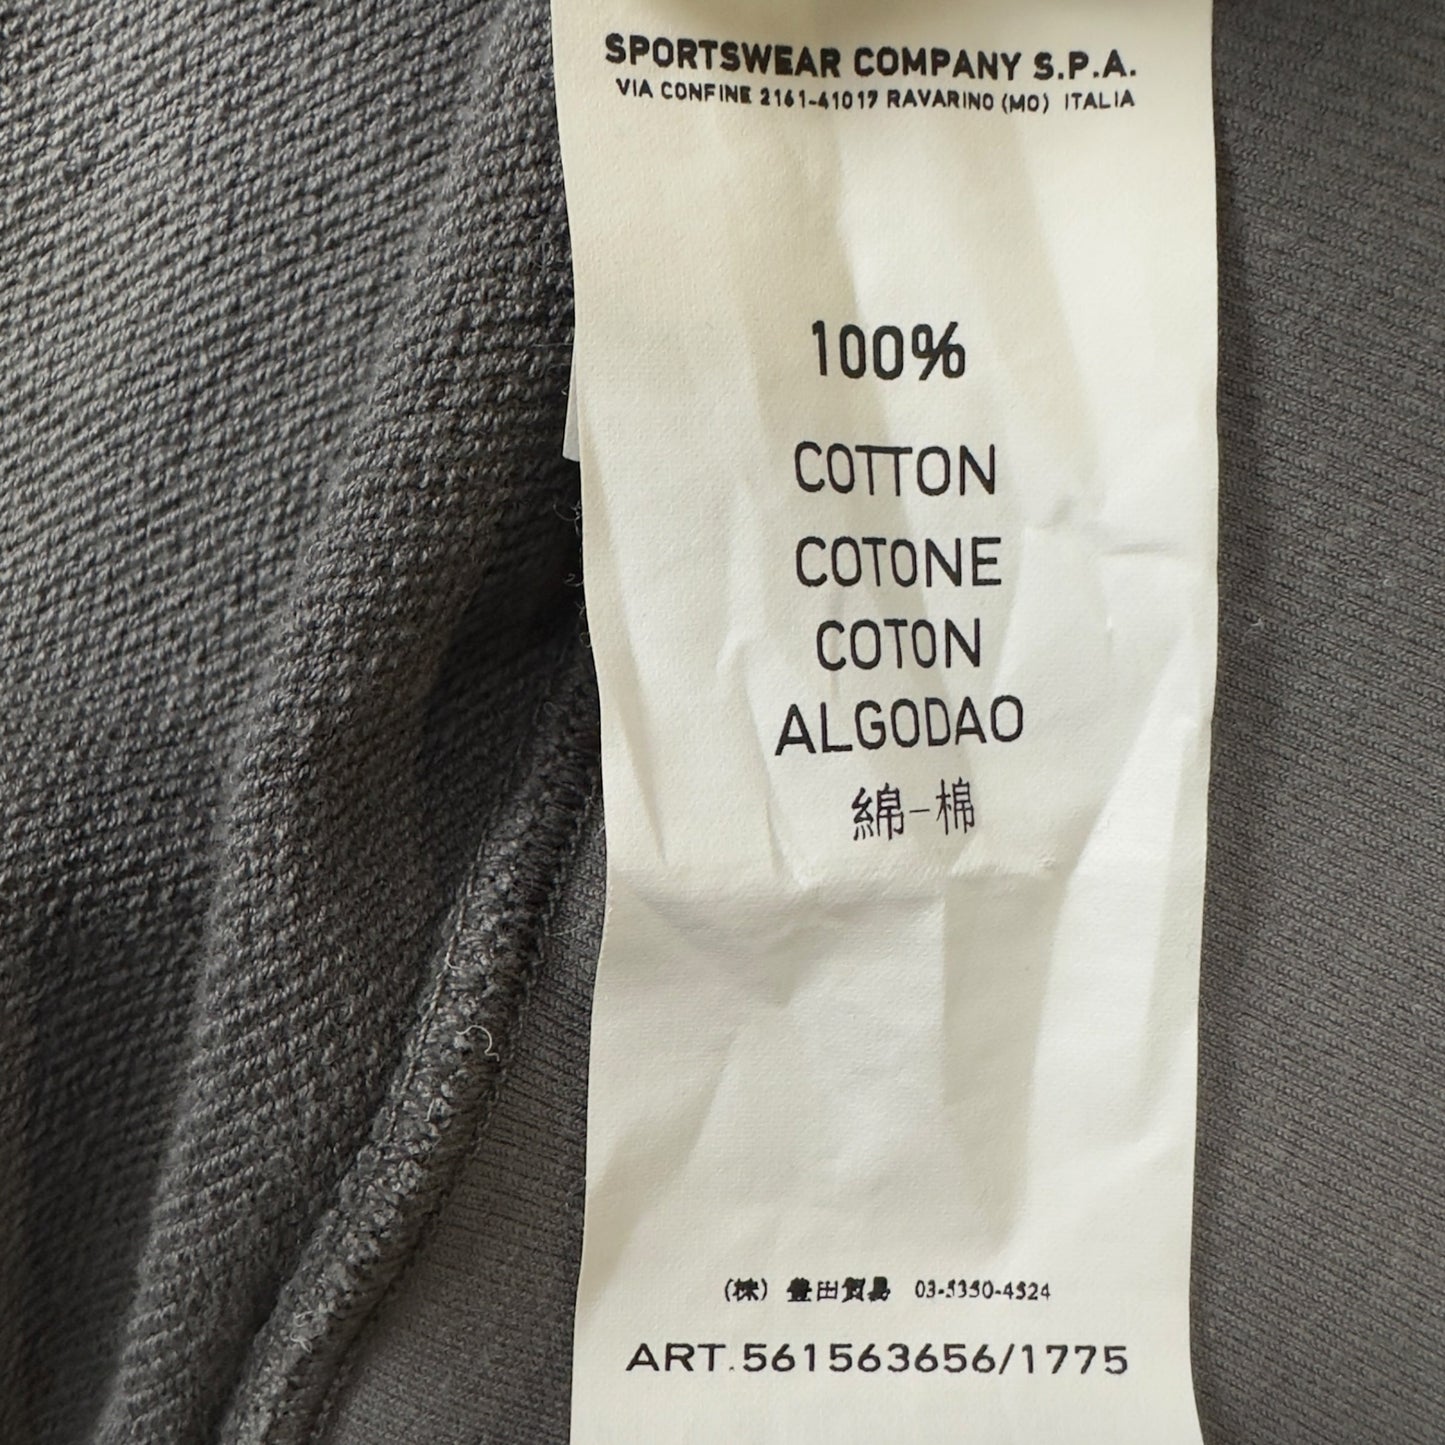 SPORTSWEAR COMPANY S.P.A.
VIA CONFINE 2161-41017 RAVARINO (MO) ITALIA
100%
COTTON
COTONE
COTON
ALGODAO
綿-棉
(株) 豊田貿易 03-5350-4524
ART.561563656/1775